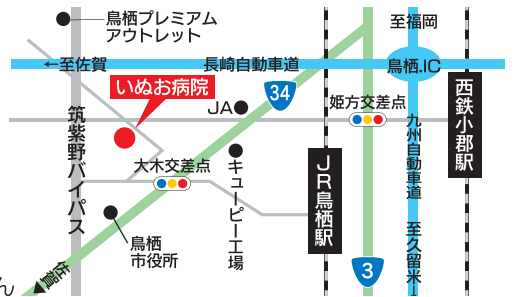 鳥栖プレミアム
アウトレット
至福岡
←至佐賀
長崎自動車道
鳥栖.IC
いぬお病院
34
姫方交差点
西鉄小郡駅
JA
筑紫野バイパス
九州自動車道
大木交差点
キューピー工場
JR鳥栖駅
鳥栖
市役所
至久留米→
3
佐賀
ん